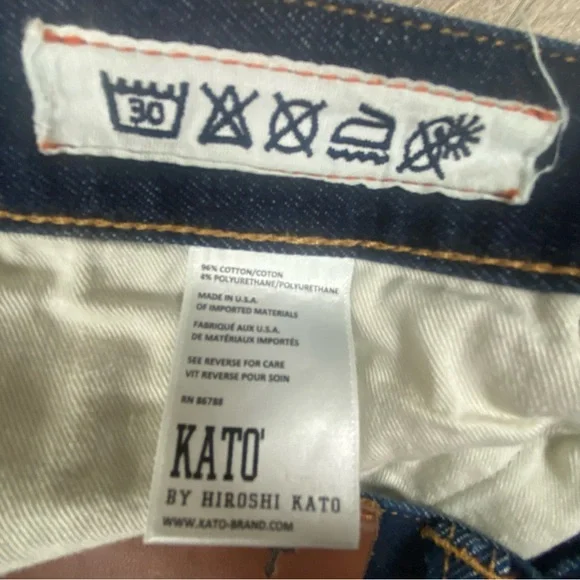 30
96% COTTON/COTON
4% POLYURETHANE/POLYURETHANE
MADE IN U.S.A.
OF IMPORTED MATERIALS
FABRIQUÉ AUX U.S.A.
DE MATÉRIAUX IMPORTÉS
SEE REVERSE FOR CARE
VIT REVERSE POUR SOIN
RN 86788
KATO'
BY HIROSHI KATO
WWW.KATO-BRAND.COM